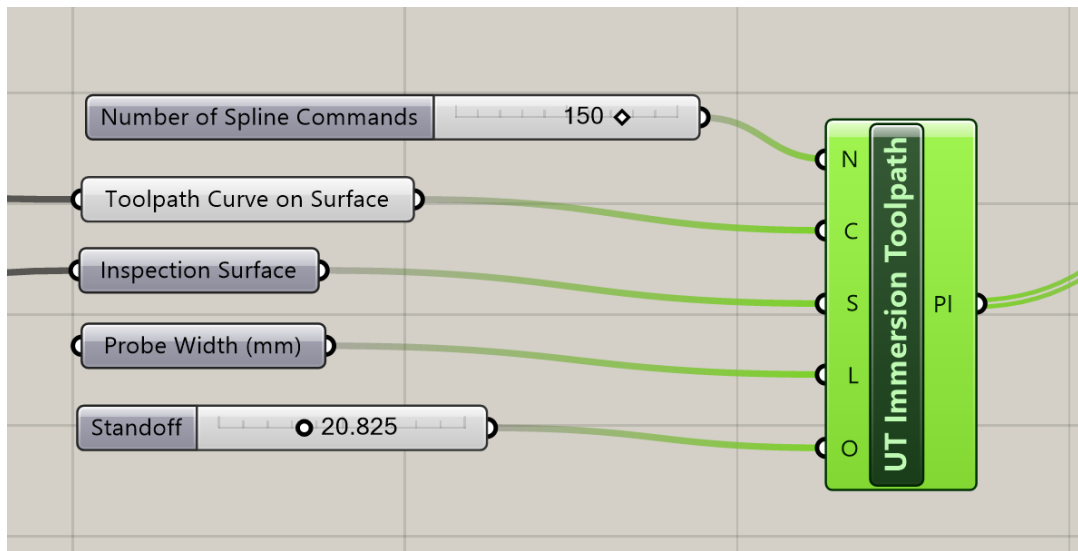 Number of Spline Commands 150
Toolpath Curve on Surface
Inspection Surface
Probe Width (mm)
Standoff 20.825
N
C
S
L
O
UT Immersion Toolpath
Pl